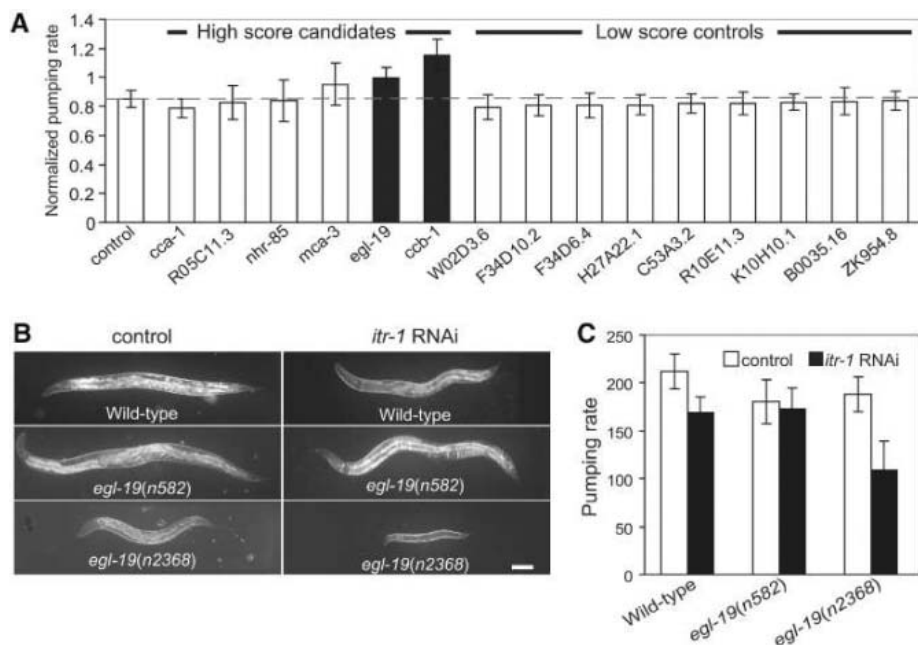 A
High score candidates
Low score controls
Normalized pumping rate
1.4
1.2
1
0.8
0.6
0.4
0.2
0
control
cca-1
R05C11.3
nhr-85
mca-3
egl-19
ccb-1
W02D3.6
F34D10.2
F34D6.4
H27A22.1
C53A3.2
R10E11.3
K10H10.1
B0035.16
ZK954.8
B
control
itr-1 RNAi
Wild-type
Wild-type
egl-19(n582)
egl-19(n582)
egl-19(n2368)
egl-19(n2368)
C
control
itr-1 RNAi
Pumping rate
250
200
150
100
50
0
Wild-type
egl-19(n582)
egl-19(n2368)